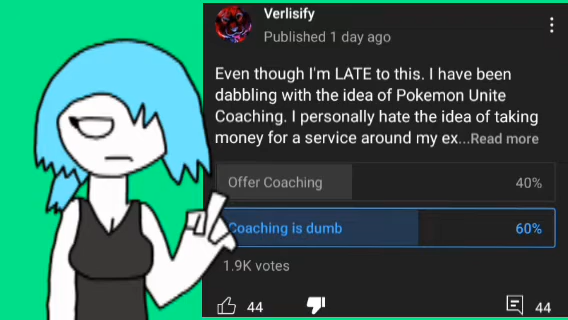 Verlisify
Published 1 day ago
Even though I'm LATE to this. I have been
dabbling with the idea of Pokemon Unite
Coaching. I personally hate the idea of taking
money for a service around my ex...Read more
Offer Coaching 40%
Coaching is dumb 60%
1.9K votes
44 44